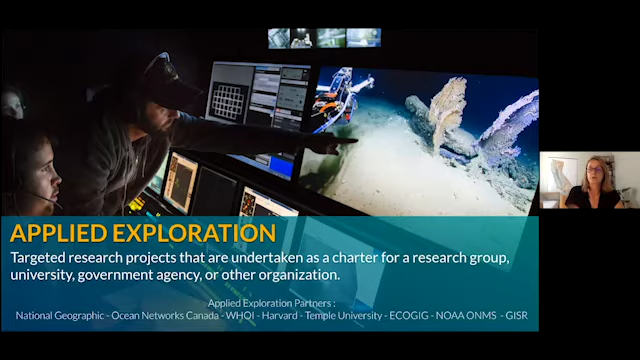 APPLIED EXPLORATION
Targeted research projects that are undertaken as a charter for a research group,
university, government agency, or other organization.
Applied Exploration Partners :
National Geographic - Ocean Networks Canada - WHOI - Harvard - Temple University - ECOGIG - NOAA ONMS - GISR